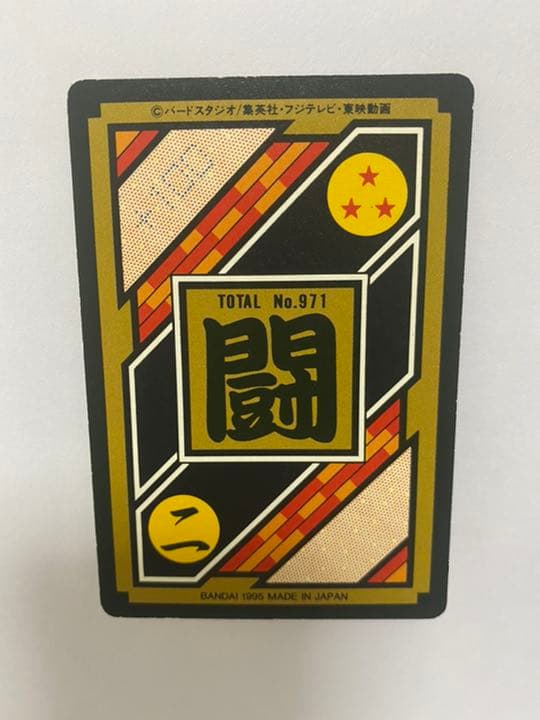 ©バードスタジオ/集英社・フジテレビ・東映動画
+100
TOTAL No.971
闘
二
BANDAI 1995 MADE IN JAPAN